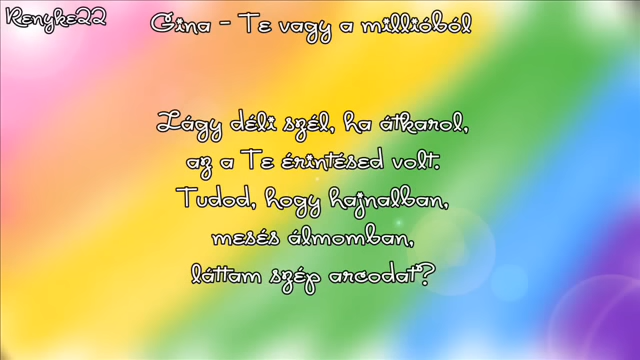 Renyke22
Gina - Te vagy a millióból
Lágy déli szél, ha átkarol,
az a Te érintésed volt.
Tudod, hogy hajnalban,
mesés álmomban,
láttam szép arcodat?